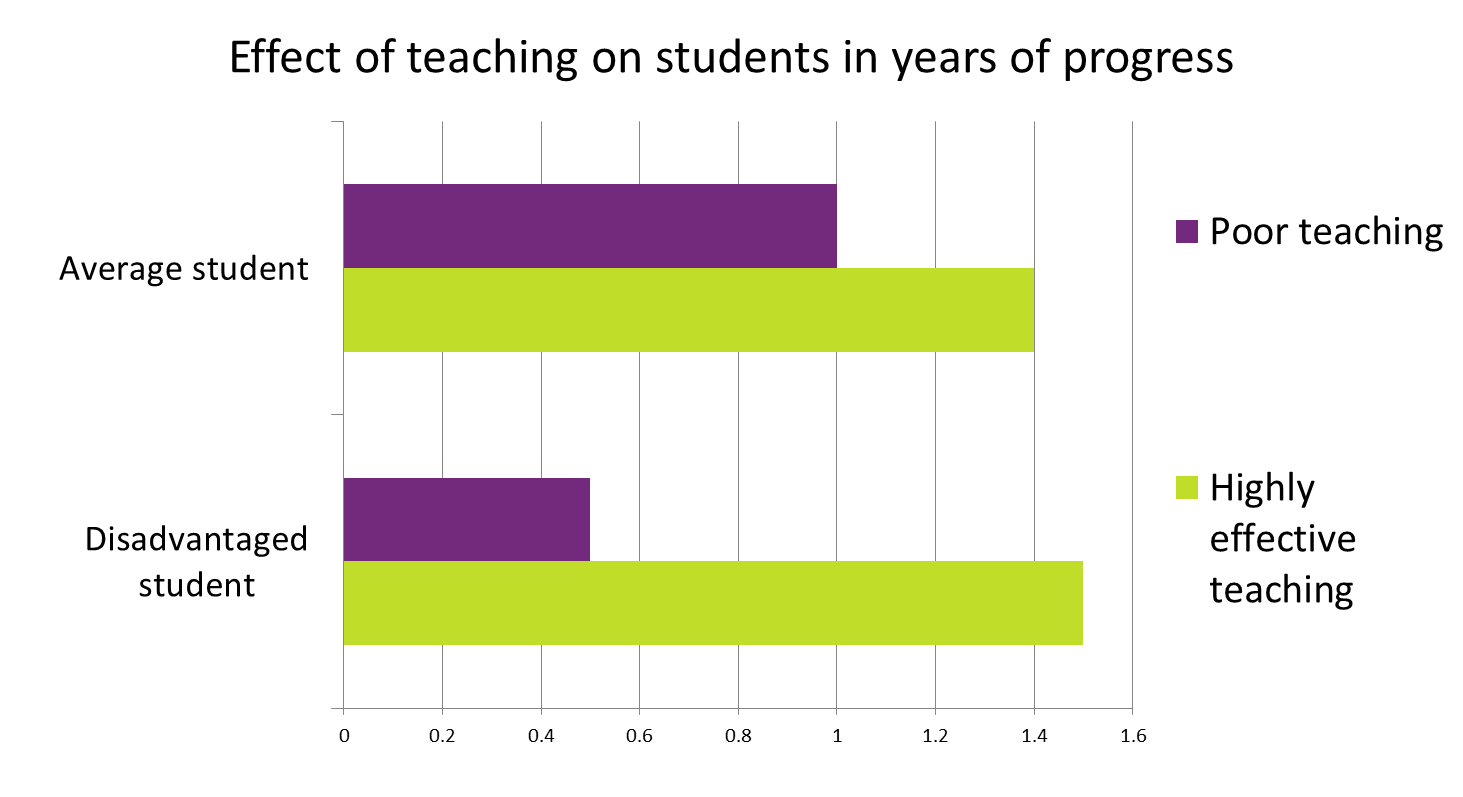 Effect of teaching on students in years of progress
Average student
Disadvantaged
student
Poor teaching
Highly
effective
teaching
0 0.2 0.4 0.6 0.8 1 1.2 1.4 1.6